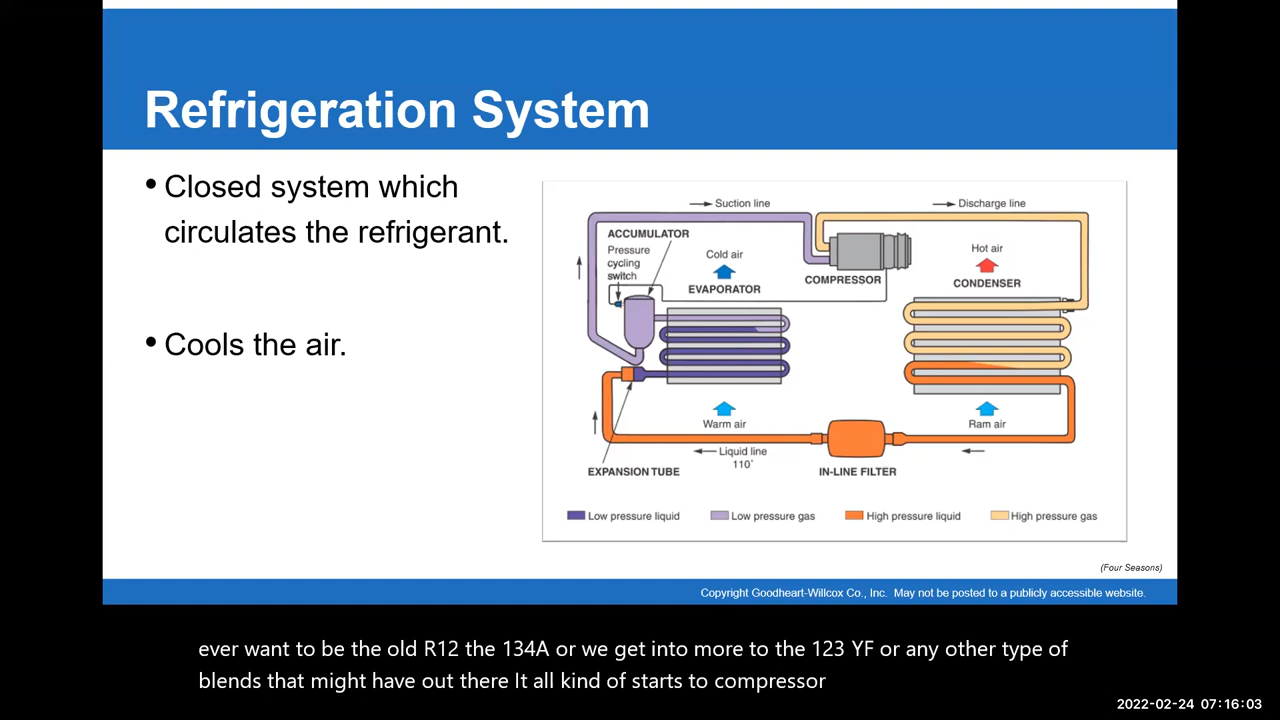 Refrigeration System
• Closed system which
circulates the refrigerant.
• Cools the air.
Suction line
Discharge line
ACCUMULATOR
Pressure
cycling
switch
Cold air
EVAPORATOR
COMPRESSOR
Hot air
CONDENSER
Warm air
Ram air
Liquid line
110°
EXPANSION TUBE
IN-LINE FILTER
Low pressure liquid
Low pressure gas
High pressure liquid
High pressure gas
(Four Seasons)
Copyright Goodheart-Willcox Co., Inc. May not be posted to a publicly accessible website.
ever want to be the old R12 the 134A or we get into more to the 123 YF or any other type of
blends that might have out there It all kind of starts to compressor
2022-02-24 07:16:03